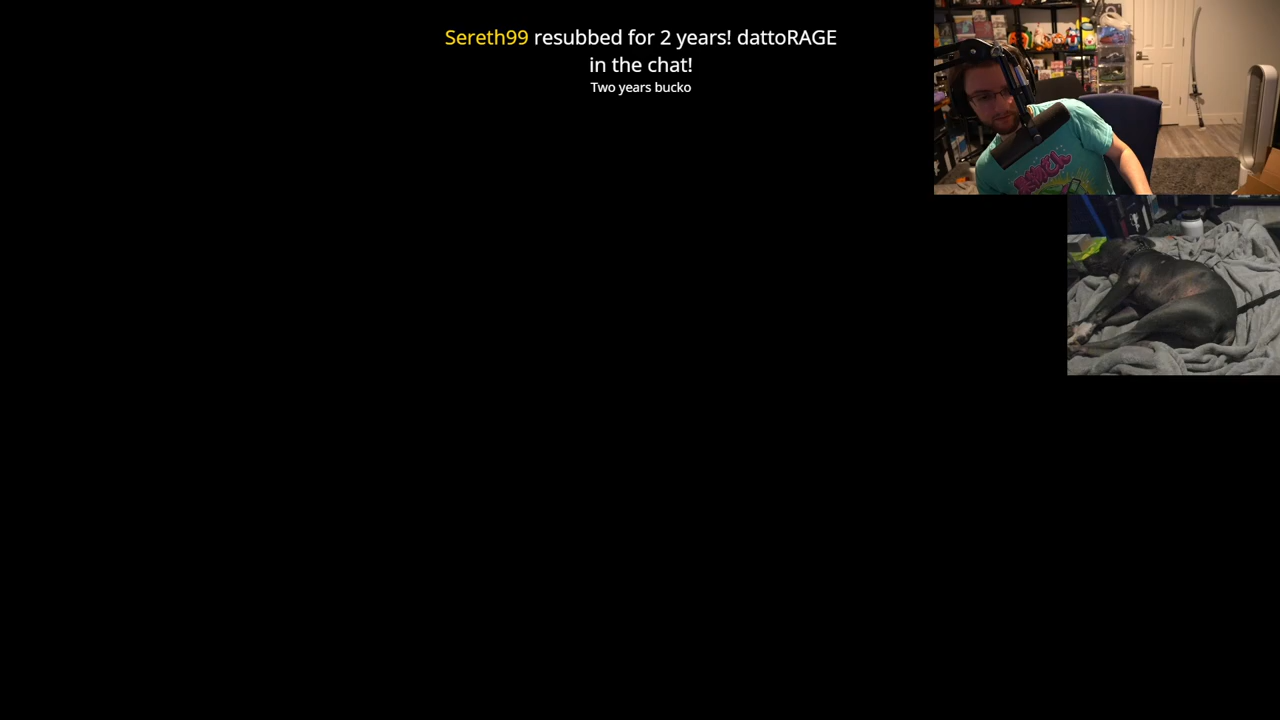 Sereth99 resubbed for 2 years! dattoRAGE
in the chat!
Two years bucko